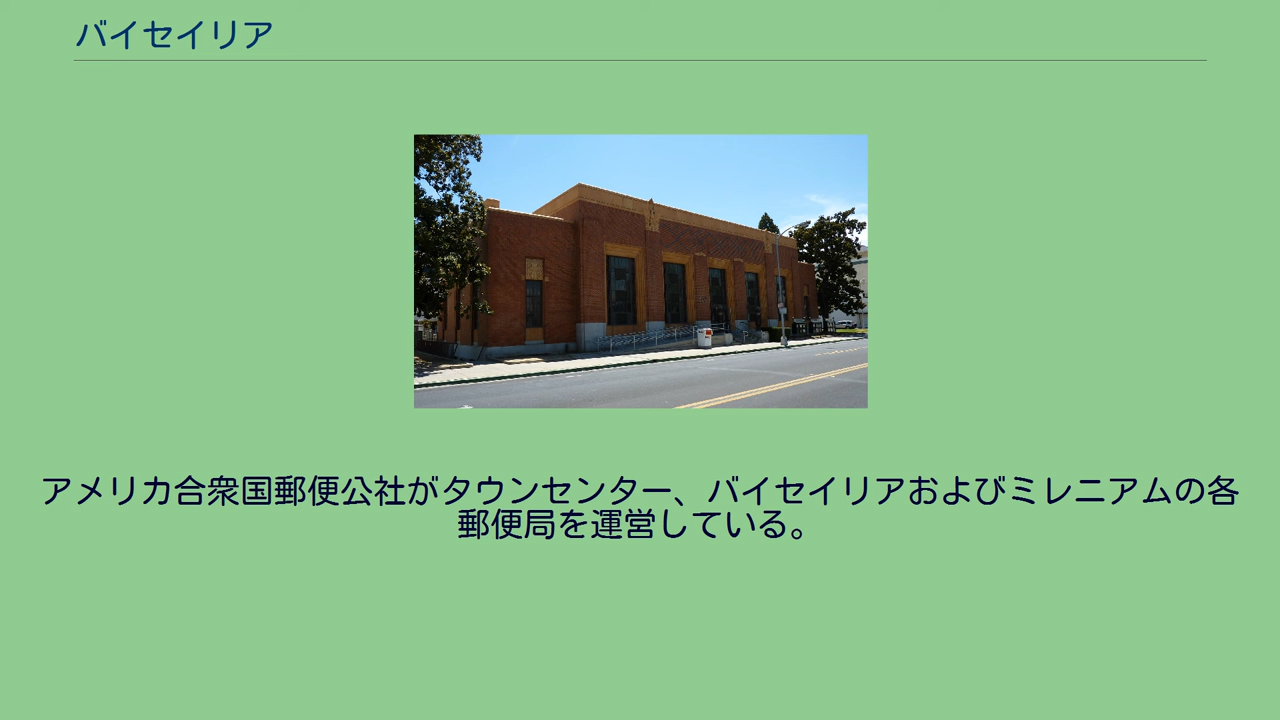 バイセイリア
アメリカ合衆国郵便公社がタウンセンター、バイセイリアおよびミレニアムの各
郵便局を運営している。